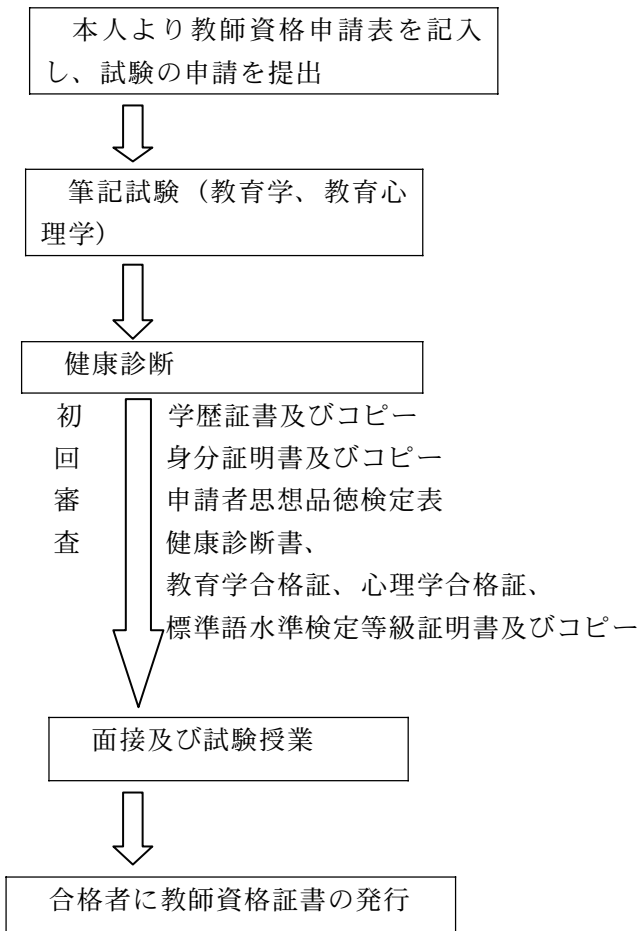 本人より教師資格申請表を記入
し、試験の申請を提出
筆記試験（教育学、教育心
理学）
健康診断
初 学歴証書及びコピー
回 身分証明書及びコピー
審 申請者思想品徳検定表
査 健康診断書、
教育学合格証、心理学合格証、
標準語水準検定等級証明書及びコピー
面接及び試験授業
合格者に教師資格証書の発行